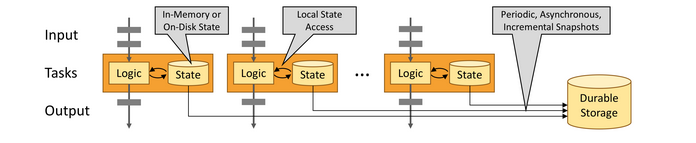 In-Memory or
On-Disk State
Local State
Access
Periodic, Asynchronous,
Incremental Snapshots
Input
Tasks
Logic
State
Logic
State
...
Logic
State
Output
Durable
Storage